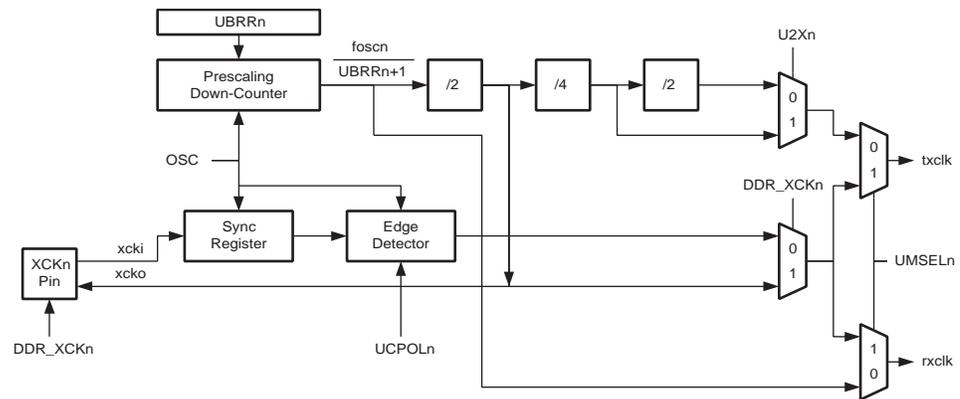 UBRRn
U2Xn
foscn
Prescaling
Down-Counter
UBRRn+1
/2
/4
/2
0
1
OSC
0
1
txclk
DDR_XCKn
Sync
Register
Edge
Detector
xcki
0
1
XCKn
Pin
xcko
UMSELn
DDR_XCKn
UCPOLn
1
0
rxclk